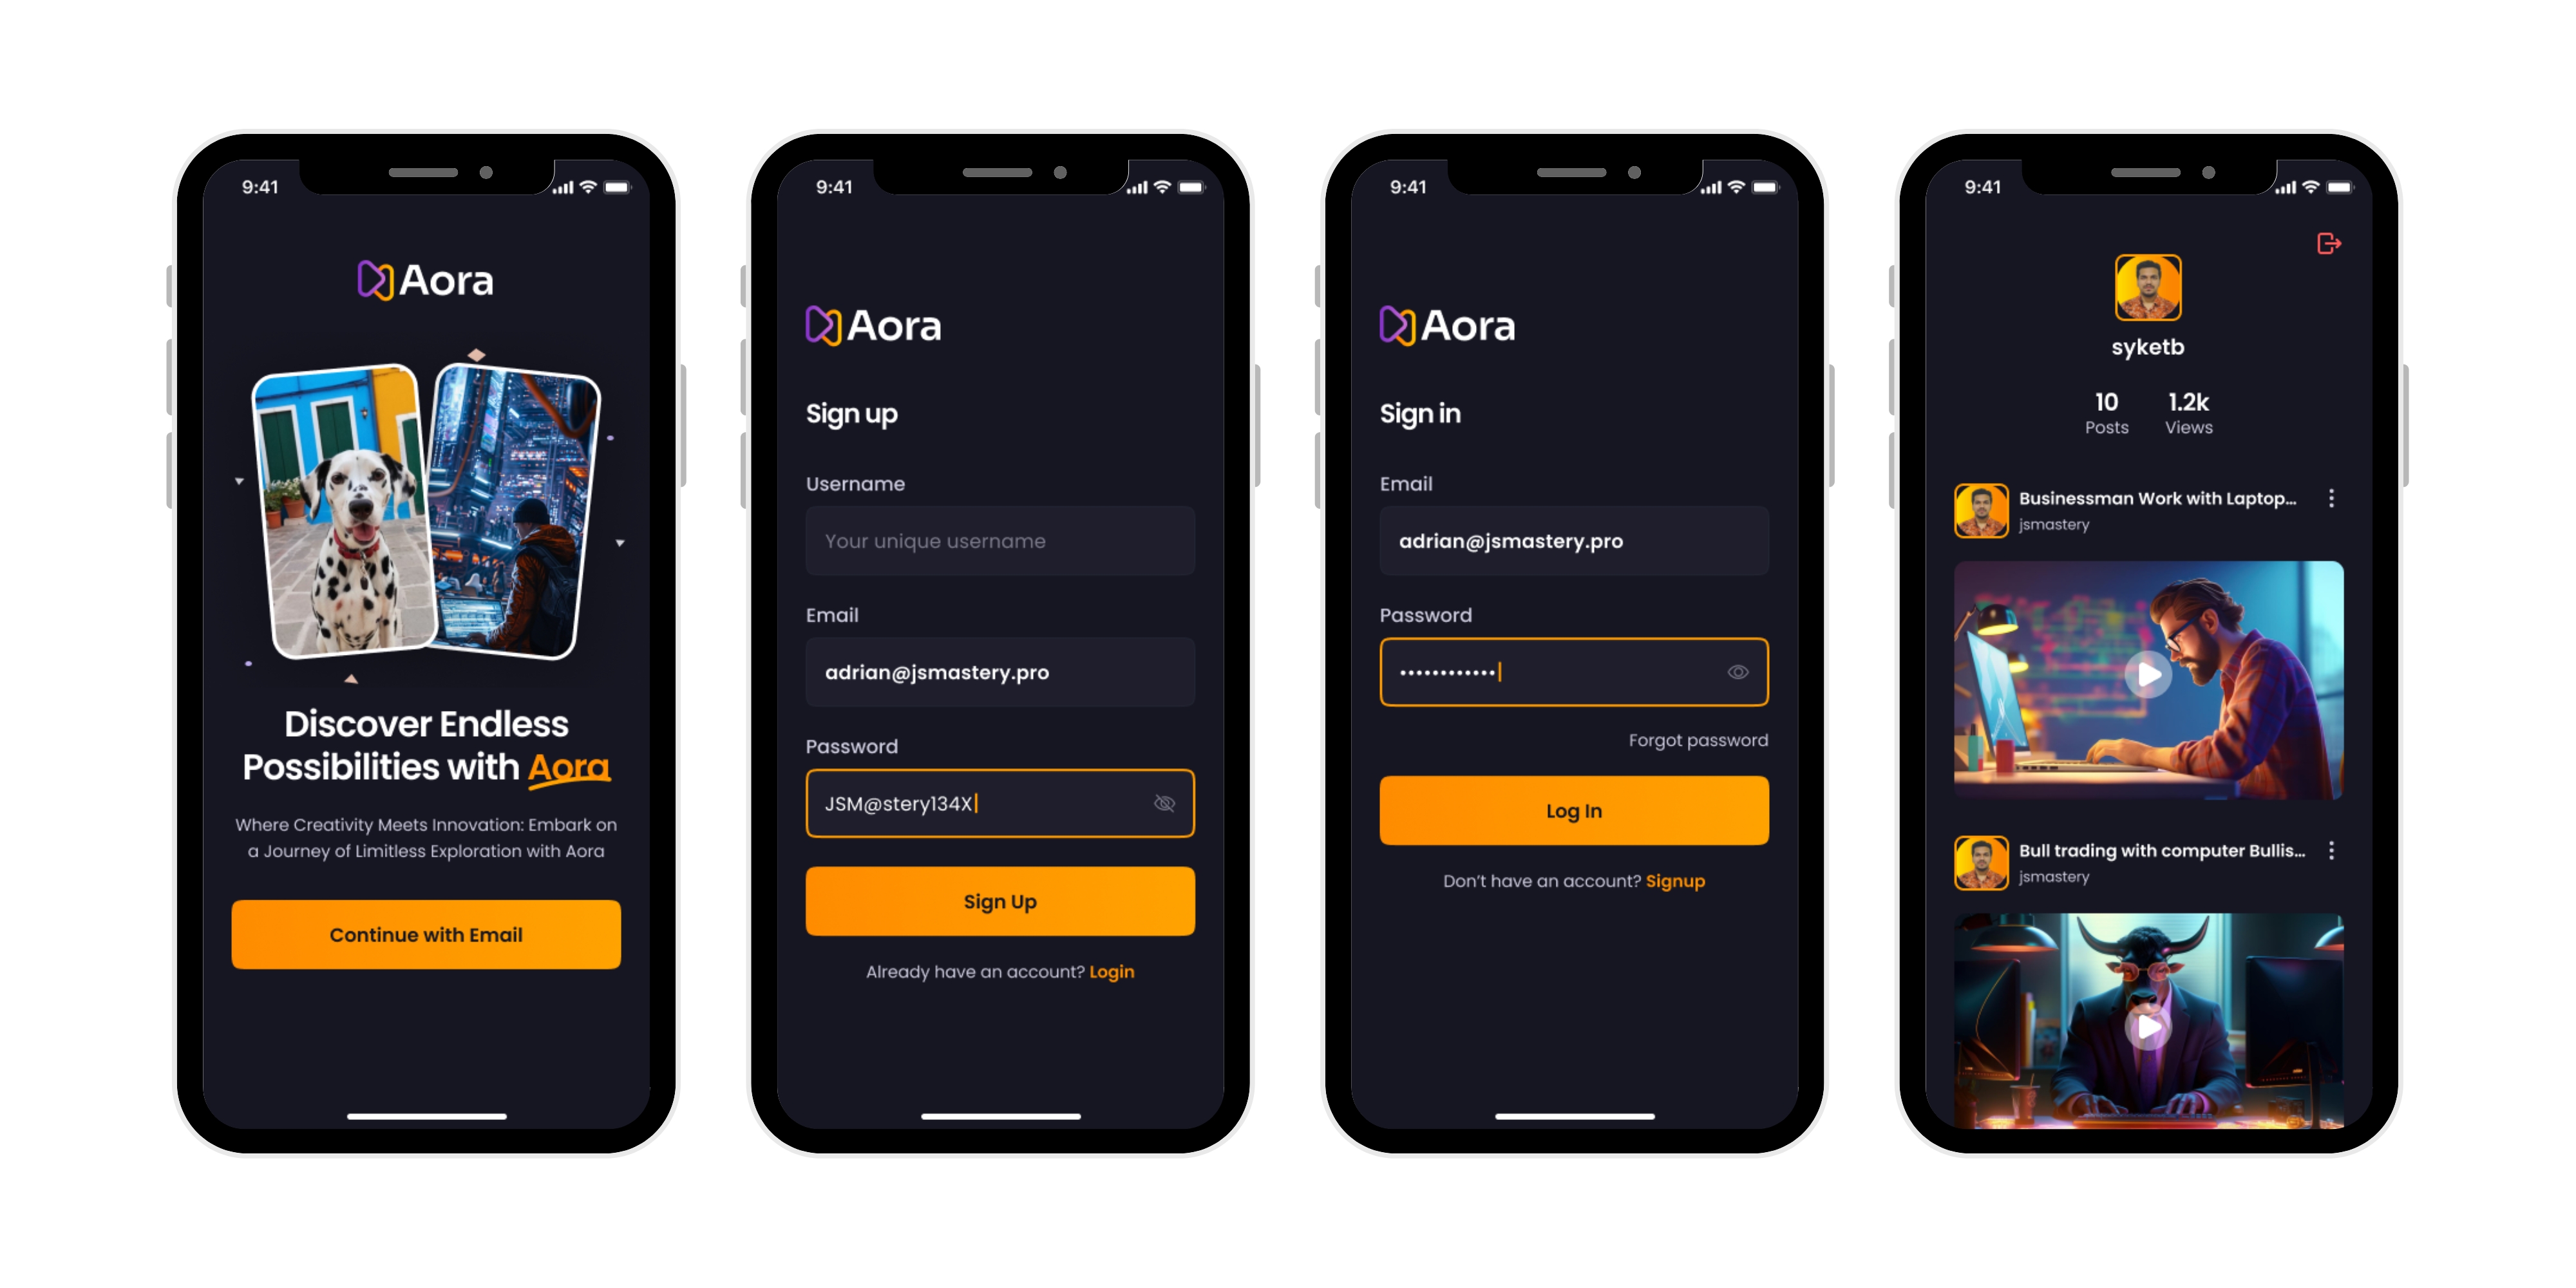 9:41
Aora
Discover Endless
Possibilities with Aora
Where Creativity Meets Innovation: Embark on
a Journey of Limitless Exploration with Aora
Continue with Email
9:41
Aora
Sign up
Username
Your unique username
Email
adrian@jsmastery.pro
Password
JSM@stery134X
Sign Up
Already have an account? Login
9:41
Aora
Sign in
Email
adrian@jsmastery.pro
Password
••••••••••••
Forgot password
Log In
Don't have an account? Signup
9:41
syketb
10 1.2k
Posts Views
Businessman Work with Laptop...
jsmastery
Bull trading with computer Bullis...
jsmastery